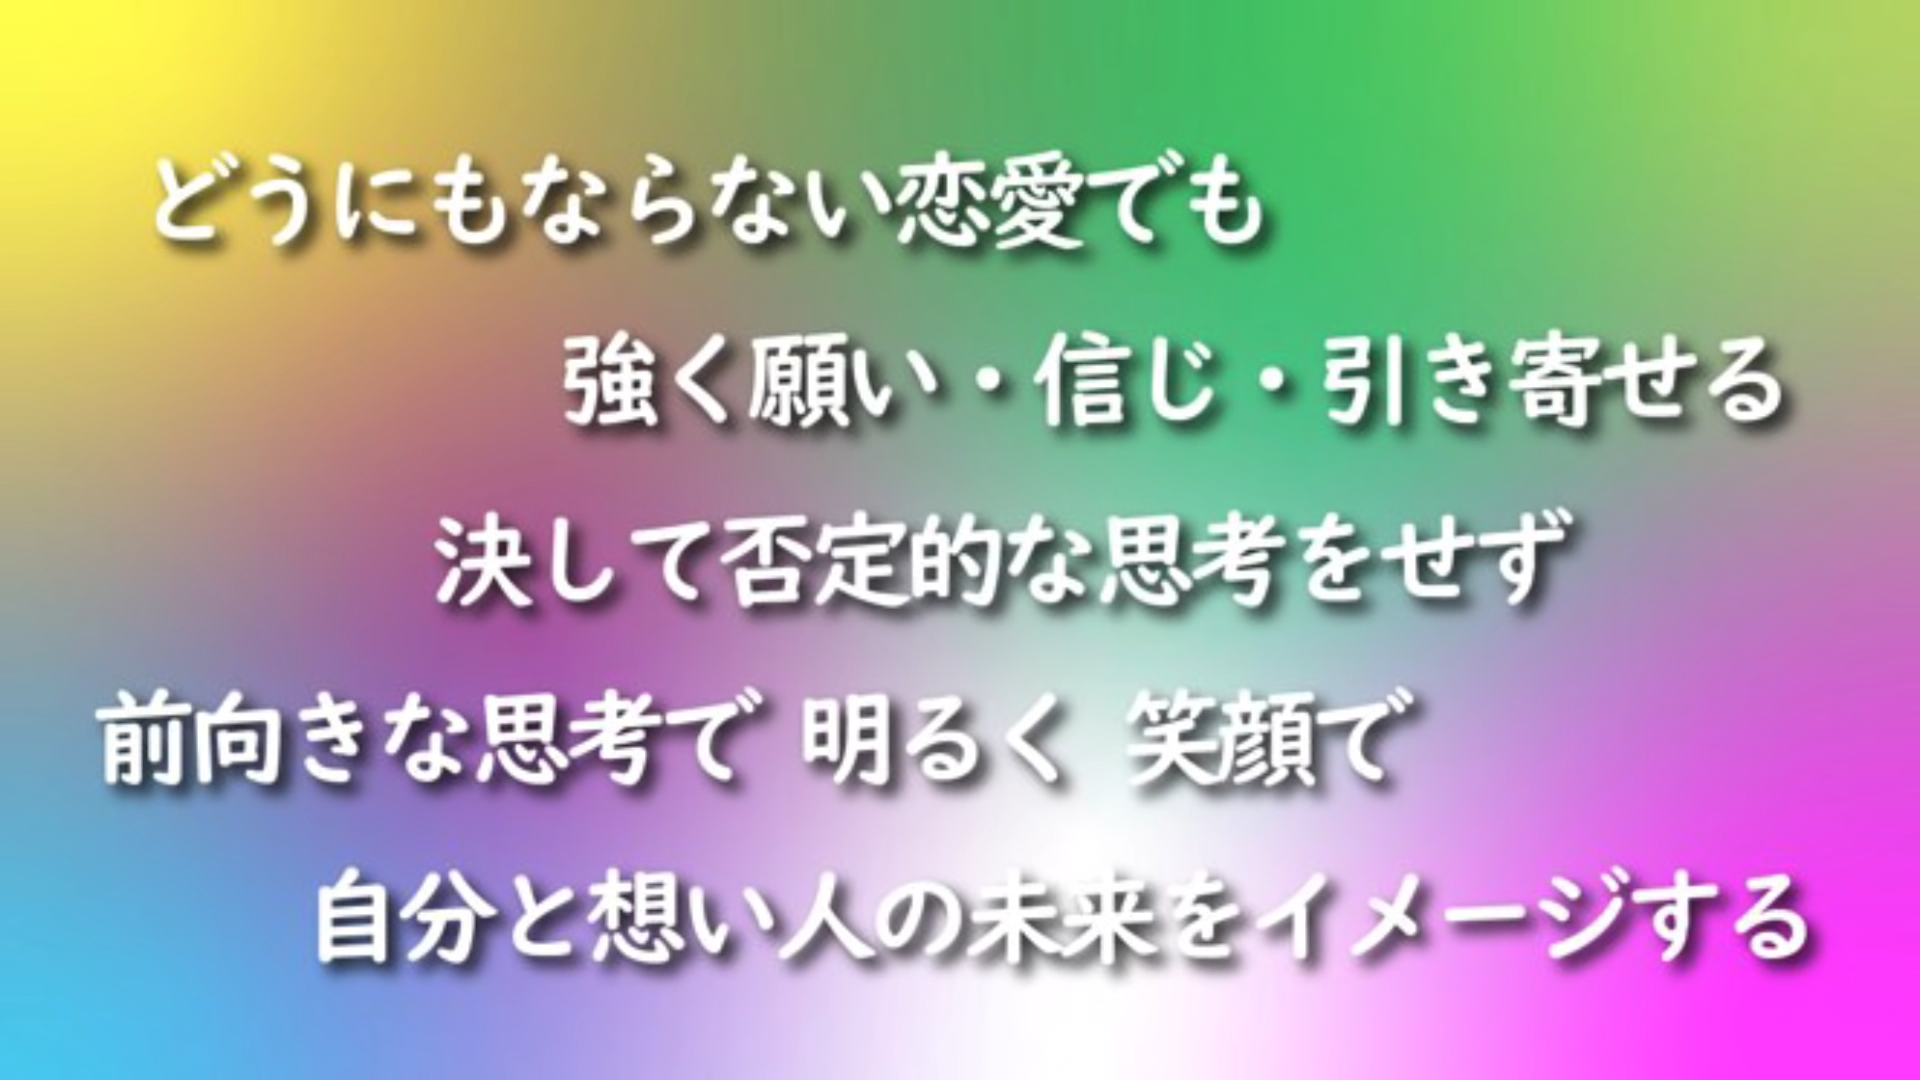 どうにもならない恋愛でも
強く願い・信じ・引き寄せる
決して否定的な思考をせず
前向きな思考で 明るく 笑顔で
自分と想い人の未来をイメージする